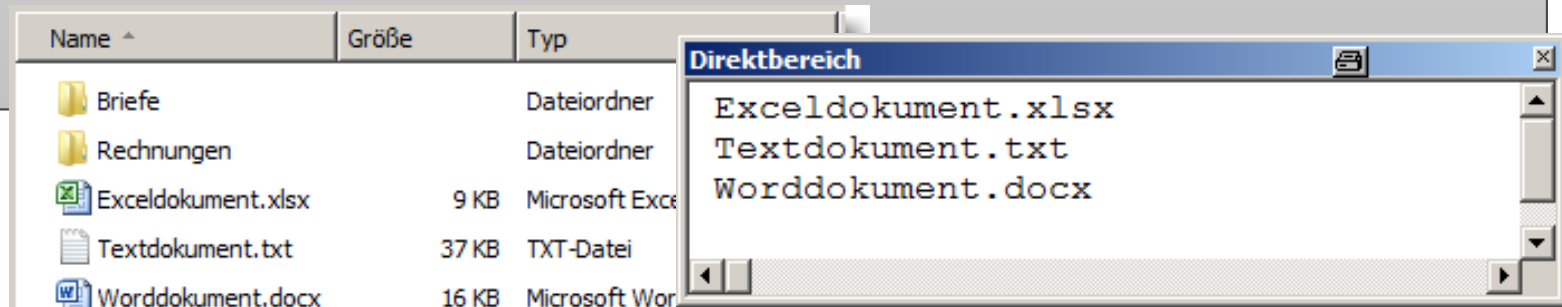 Name Größe Typ
Briefe Dateiordner
Rechnungen Dateiordner
Exceldokument.xlsx 9 KB Microsoft Exce
Textdokument.txt 37 KB TXT-Datei
Worddokument.docx 16 KB Microsoft Wor
Direktbereich
Exceldokument.xlsx
Textdokument.txt
Worddokument.docx